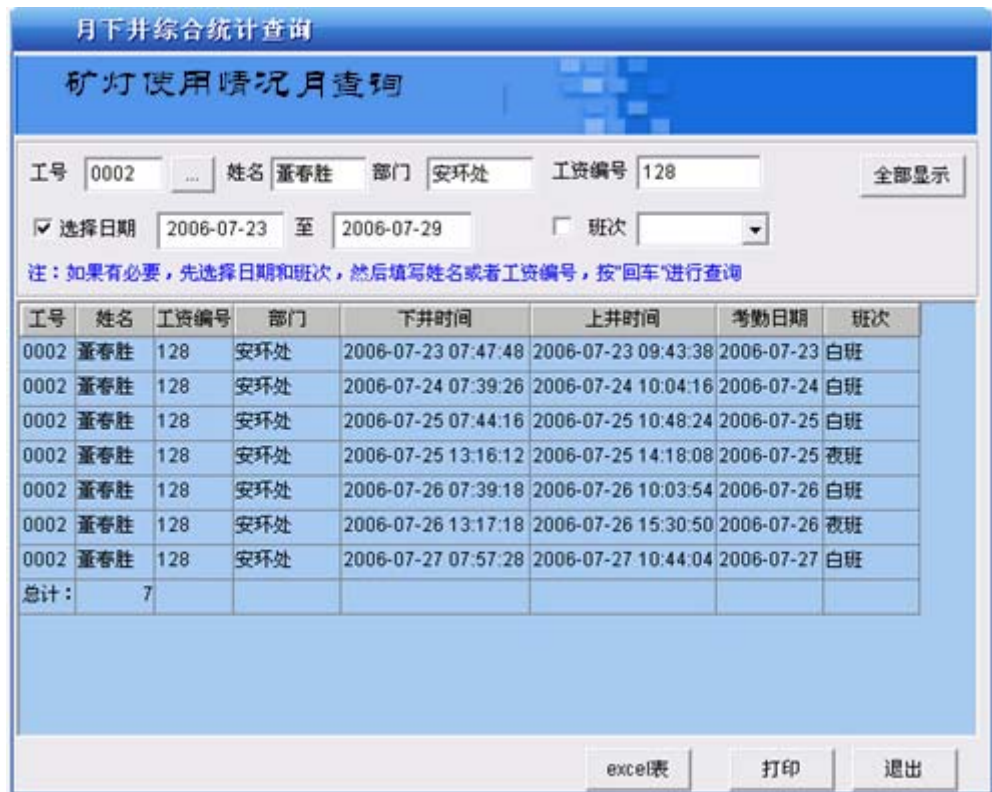 月下井综合统计查询
矿灯使用情况月查询
工号 0002 ... 姓名 董春胜 部门 安环处 工资编号 128 全部显示
选择日期 2006-07-23 至 2006-07-29 班次
注：如果有必要，先选择日期和班次，然后填写姓名或者工资编号，按"回车"进行查询
工号 姓名 工资编号 部门 下井时间 上井时间 考勤日期 班次
0002 董春胜 128 安环处 2006-07-23 07:47:48 2006-07-23 09:43:38 2006-07-23 白班
0002 董春胜 128 安环处 2006-07-24 07:39:26 2006-07-24 10:04:16 2006-07-24 白班
0002 董春胜 128 安环处 2006-07-25 07:44:16 2006-07-25 10:48:24 2006-07-25 白班
0002 董春胜 128 安环处 2006-07-25 13:16:12 2006-07-25 14:18:08 2006-07-25 夜班
0002 董春胜 128 安环处 2006-07-26 07:39:18 2006-07-26 10:03:54 2006-07-26 白班
0002 董春胜 128 安环处 2006-07-26 13:17:18 2006-07-26 15:30:50 2006-07-26 夜班
0002 董春胜 128 安环处 2006-07-27 07:57:28 2006-07-27 10:44:04 2006-07-27 白班
总计： 7
excel表 打印 退出